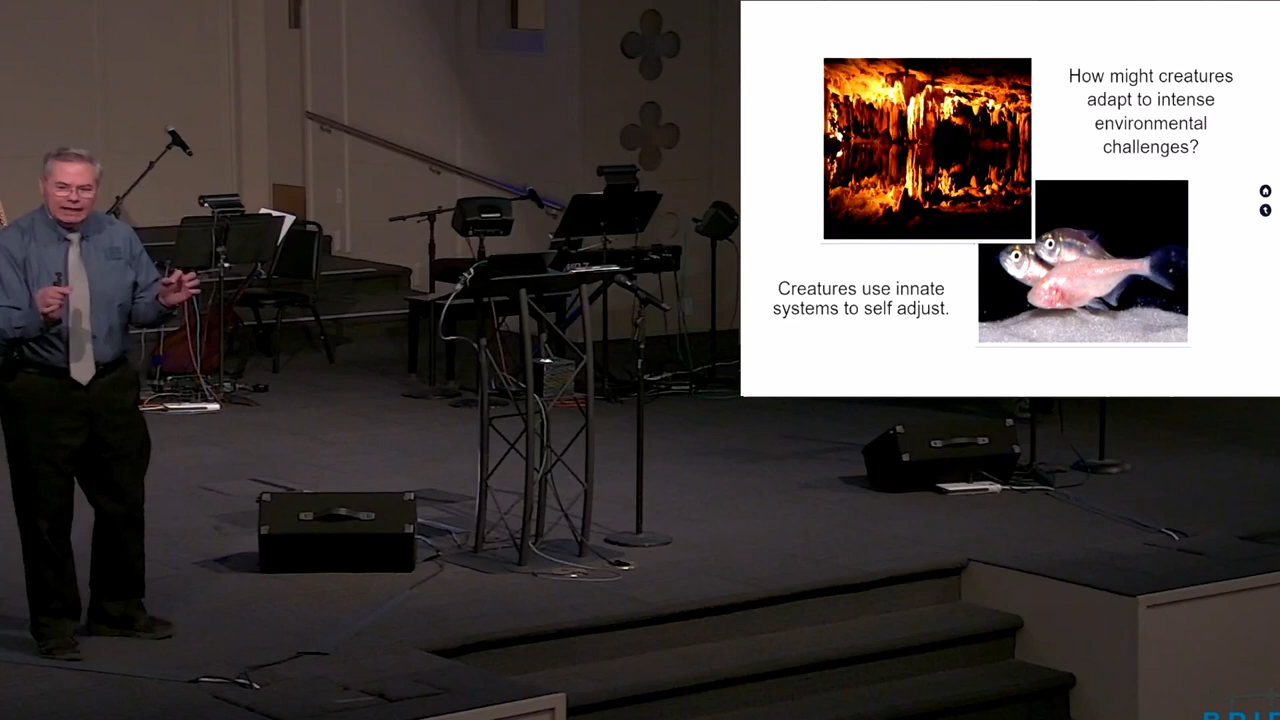 How might creatures
adapt to intense
environmental
challenges?
Creatures use innate
systems to self adjust.